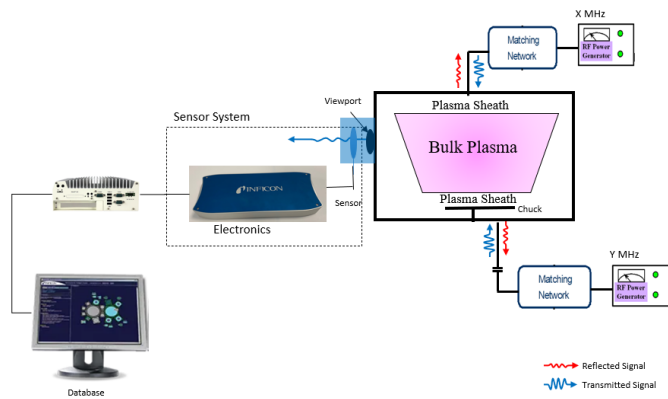 X MHz
Matching
Network
RF Power
Generator
Viewport
Plasma Sheath
Sensor System
Bulk Plasma
INFICON
Plasma Sheath
Chuck
Sensor
Electronics
Y MHz
Matching
Network
RF Power
Generator
Reflected Signal
Transmitted Signal
Database